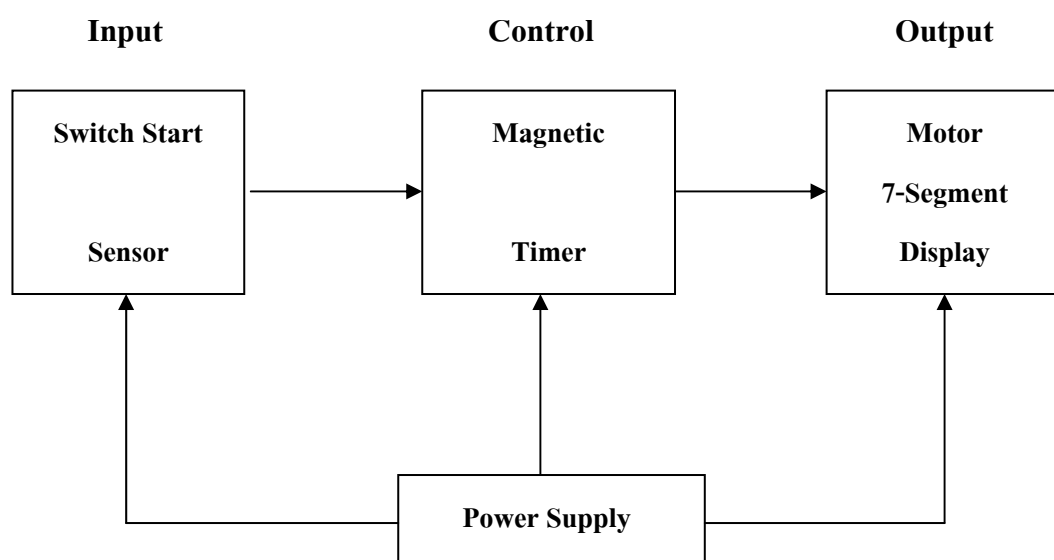 Input
Control
Output
Switch Start
Sensor
Magnetic
Timer
Motor
7-Segment
Display
Power Supply